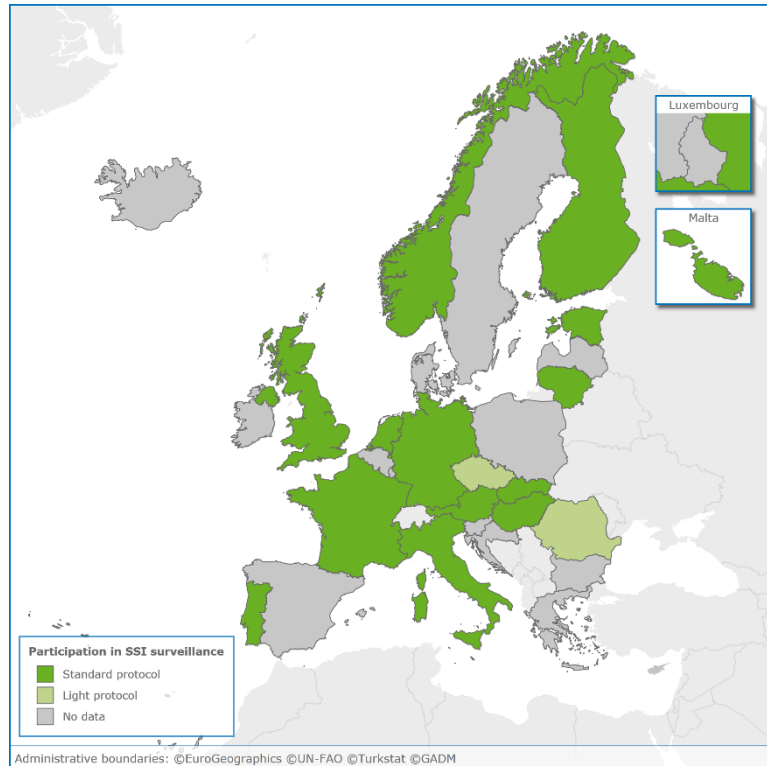 Luxembourg
Malta
Participation in SSI surveillance
Standard protocol
Light protocol
No data
Administrative boundaries: ©EuroGeographics ©UN-FAO ©Turkstat ©GADM